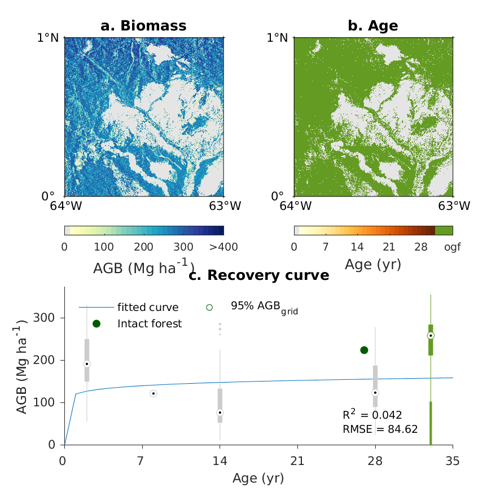 a. Biomass
b. Age
1°N
1°N
0°
0°
64°W
63°W
64°W
63°W
0 100 200 300 >400
0 7 14 21 28 ogf
AGB (Mg ha⁻¹)
Age (yr)
c. Recovery curve
fitted curve
95% AGB_grid
Intact forest
300
200
100
0
AGB (Mg ha⁻¹)
R² = 0.042
RMSE = 84.62
0 7 14 21 28 35
Age (yr)